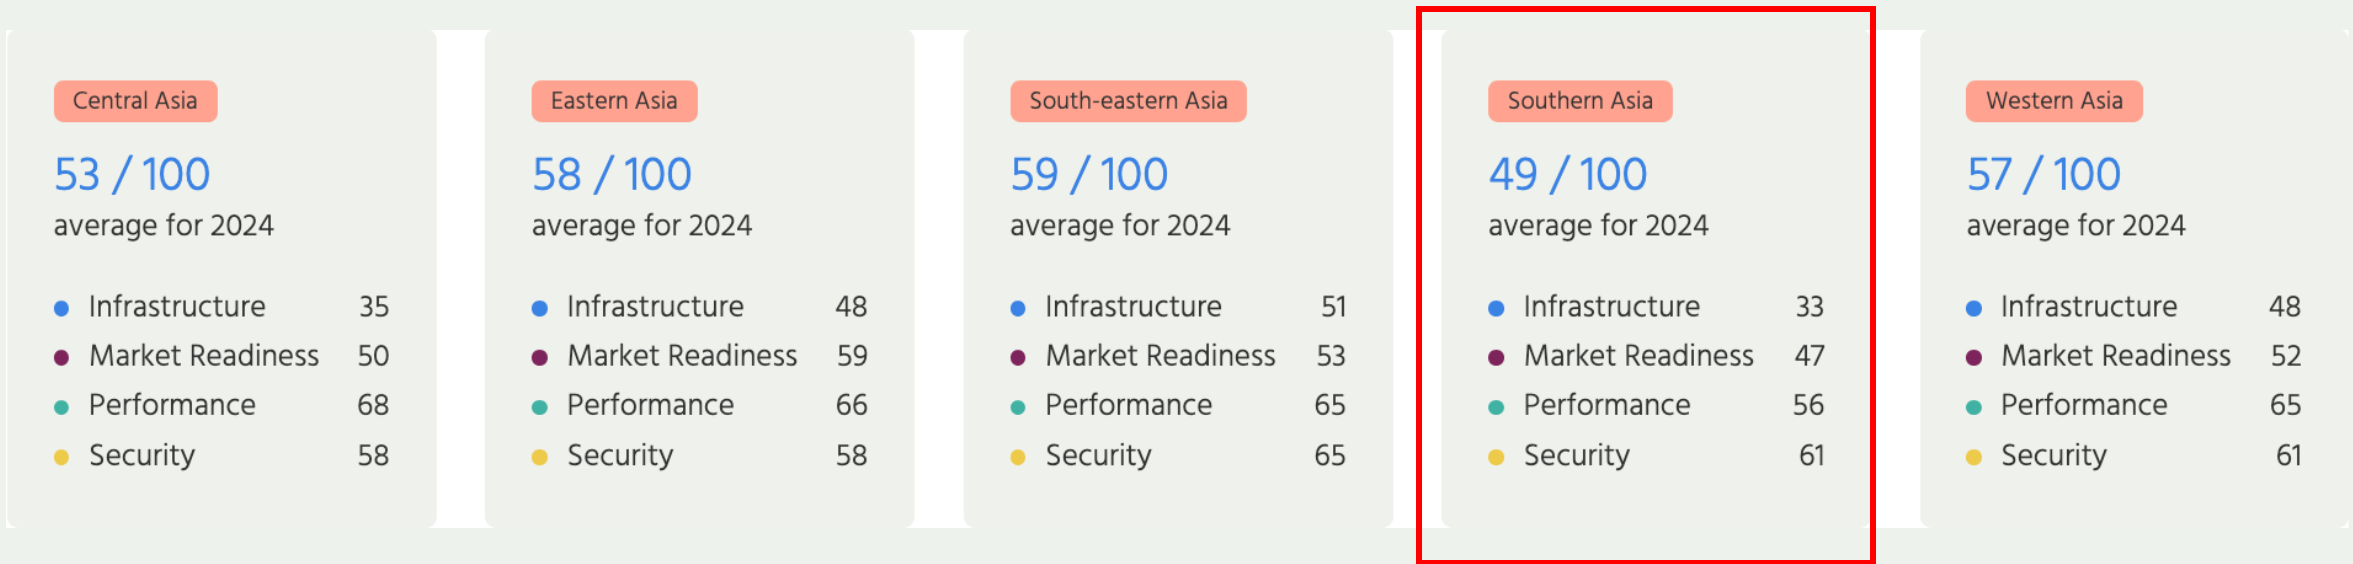 Central Asia
53 / 100
average for 2024
Infrastructure 35
Market Readiness 50
Performance 68
Security 58
Eastern Asia
58 / 100
average for 2024
Infrastructure 48
Market Readiness 59
Performance 66
Security 58
South-eastern Asia
59 / 100
average for 2024
Infrastructure 51
Market Readiness 53
Performance 65
Security 65
Southern Asia
49 / 100
average for 2024
Infrastructure 33
Market Readiness 47
Performance 56
Security 61
Western Asia
57 / 100
average for 2024
Infrastructure 48
Market Readiness 52
Performance 65
Security 61